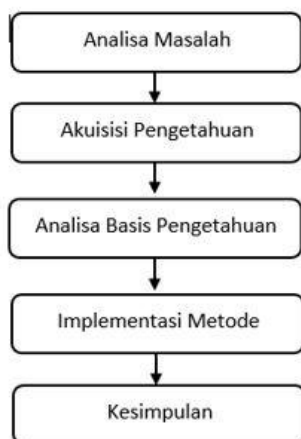 Analisa Masalah
Akuisisi Pengetahuan
Analisa Basis Pengetahuan
Implementasi Metode
Kesimpulan